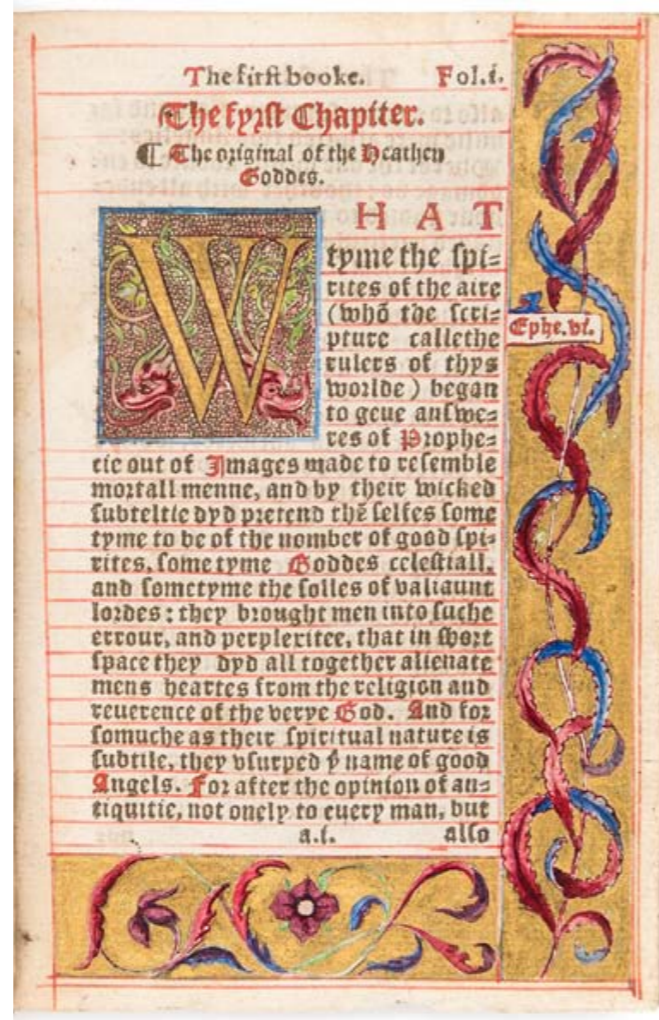 The first booke. Fol.i.
The fyrst Chapiter.
¶ The original of the Heathen
Goddes.
WHAT
tyme the spi=
rites of the aire
(whō the scri=
pture callethe
rulers of thys
worlde) began
to geue answe=
res of Prophe=
tie out of Images made to resemble
mortall menne, and by their wicked
subteltie dyd pretend thē selfes some
tyme to be of the nomber of good spi=
rites, some tyme Goddes celestiall,
and sometyme the solles of valiaunt
lordes: they brought men into suche
errour, and perplexitee, that in short
space they dyd all together alienate
mens heartes from the religion and
reuerence of the verye God. And for
somuche as their spiritual nature is
subtile, they vsurped þͤ name of good
Angels. For after the opinion of an=
tiquitie, not onely to euery man, but
a.i. also
Ephe.vi.